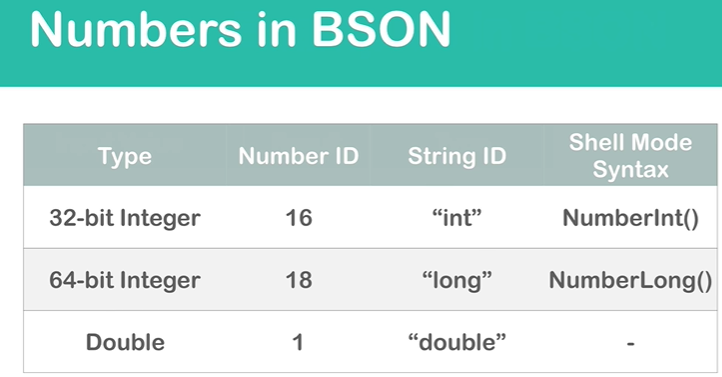 Numbers in BSON
Type Number ID String ID Shell Mode Syntax
32-bit Integer 16 “int” NumberInt()
64-bit Integer 18 “long” NumberLong()
Double 1 “double” -